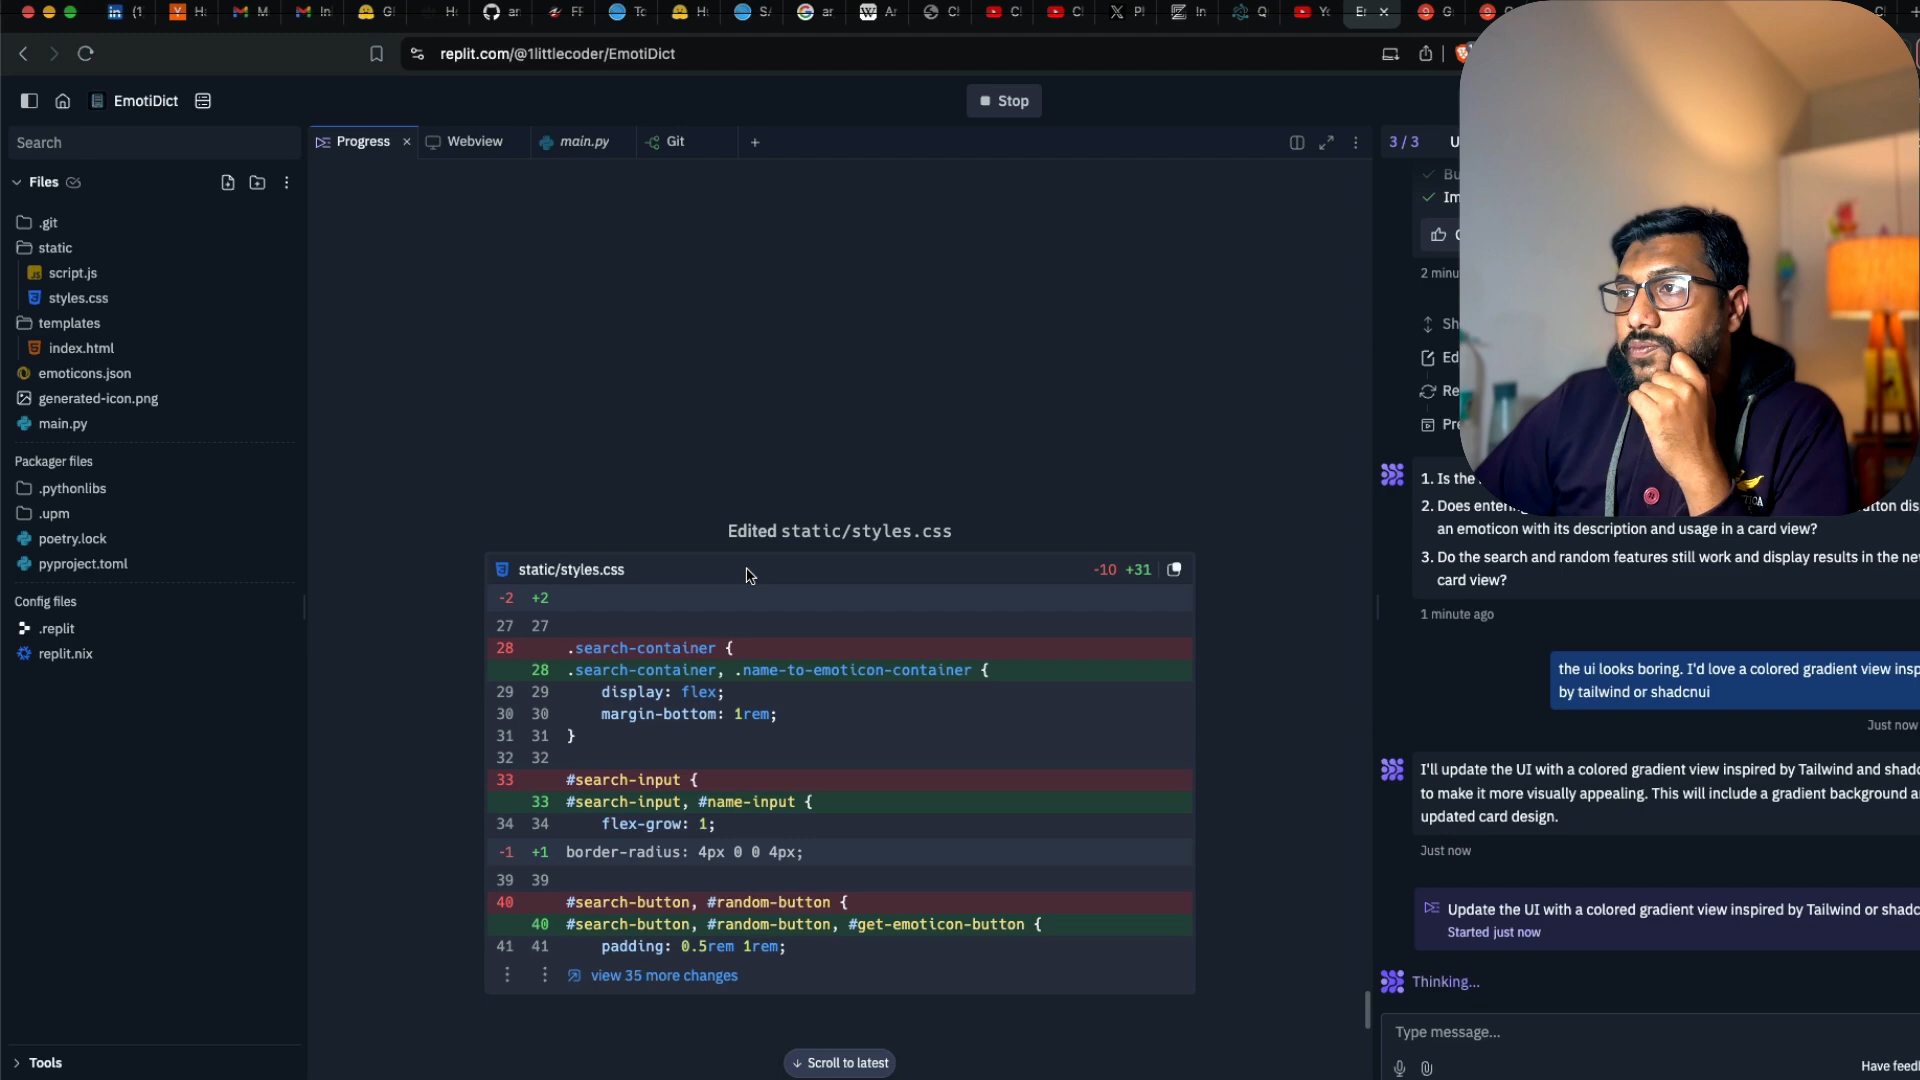 replit.com/@1littlecoder/EmotiDict
EmotiDict
Stop
Search
Progress
Webview
main.py
Git
3 / 3
Files
.git
static
script.js
styles.css
templates
index.html
emoticons.json
generated-icon.png
main.py
Packager files
.pythonlibs
.upm
poetry.lock
pyproject.toml
Config files
.replit
replit.nix
Tools
Edited static/styles.css
static/styles.css -10 +31
-2 +2
27 27
28 .search-container {
28 .search-container, .name-to-emoticon-container {
29 29 display: flex;
30 30 margin-bottom: 1rem;
31 31 }
32 32
33 #search-input {
33 #search-input, #name-input {
34 34 flex-grow: 1;
-1 +1 border-radius: 4px 0 0 4px;
39 39
40 #search-button, #random-button {
40 #search-button, #random-button, #get-emoticon-button {
41 41 padding: 0.5rem 1rem;
view 35 more changes
Scroll to latest
1. Is the
2. Does
an emoticon with its description and usage in a card view?
3. Do the search and random features still work and display results in the
card view?
1 minute ago
the ui looks boring. I'd love a colored gradient view
by tailwind or shadcnui
Just now
I'll update the UI with a colored gradient view inspired by Tailwind and
to make it more visually appealing. This will include a gradient background
updated card design.
Just now
Update the UI with a colored gradient view inspired by Tailwind or
Started just now
Thinking...
Type message...
Have